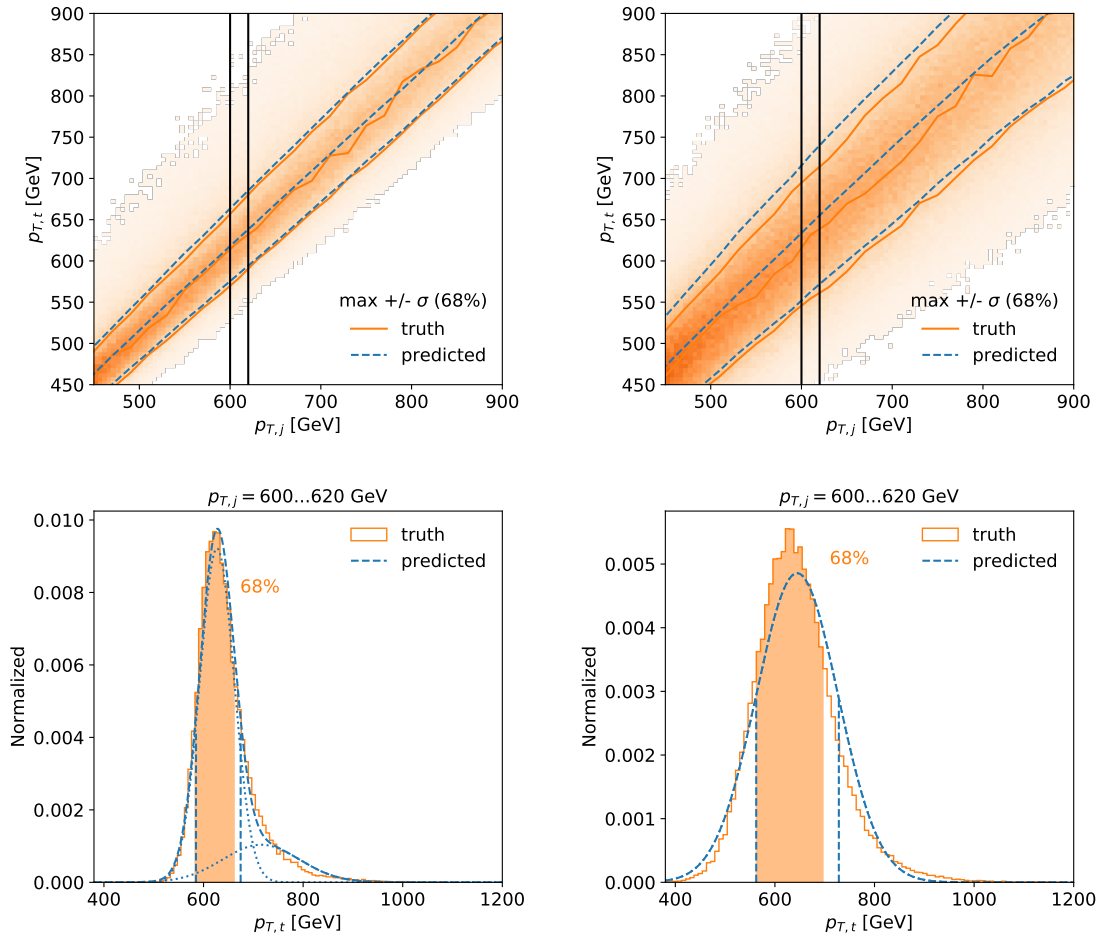 900
850
800
750
700
650
600
550
500
450
p_{T,t} [GeV]
max +/- σ (68%)
truth
predicted
500 600 700 800 900
p_{T,j} [GeV]
900
850
800
750
700
650
600
550
500
450
p_{T,t} [GeV]
max +/- σ (68%)
truth
predicted
500 600 700 800 900
p_{T,j} [GeV]
p_{T,j} = 600...620 GeV
0.010
0.008
0.006
0.004
0.002
0.000
Normalized
truth
predicted
68%
400 600 800 1000 1200
p_{T,t} [GeV]
p_{T,j} = 600...620 GeV
0.005
0.004
0.003
0.002
0.001
0.000
Normalized
truth
predicted
68%
400 600 800 1000 1200
p_{T,t} [GeV]